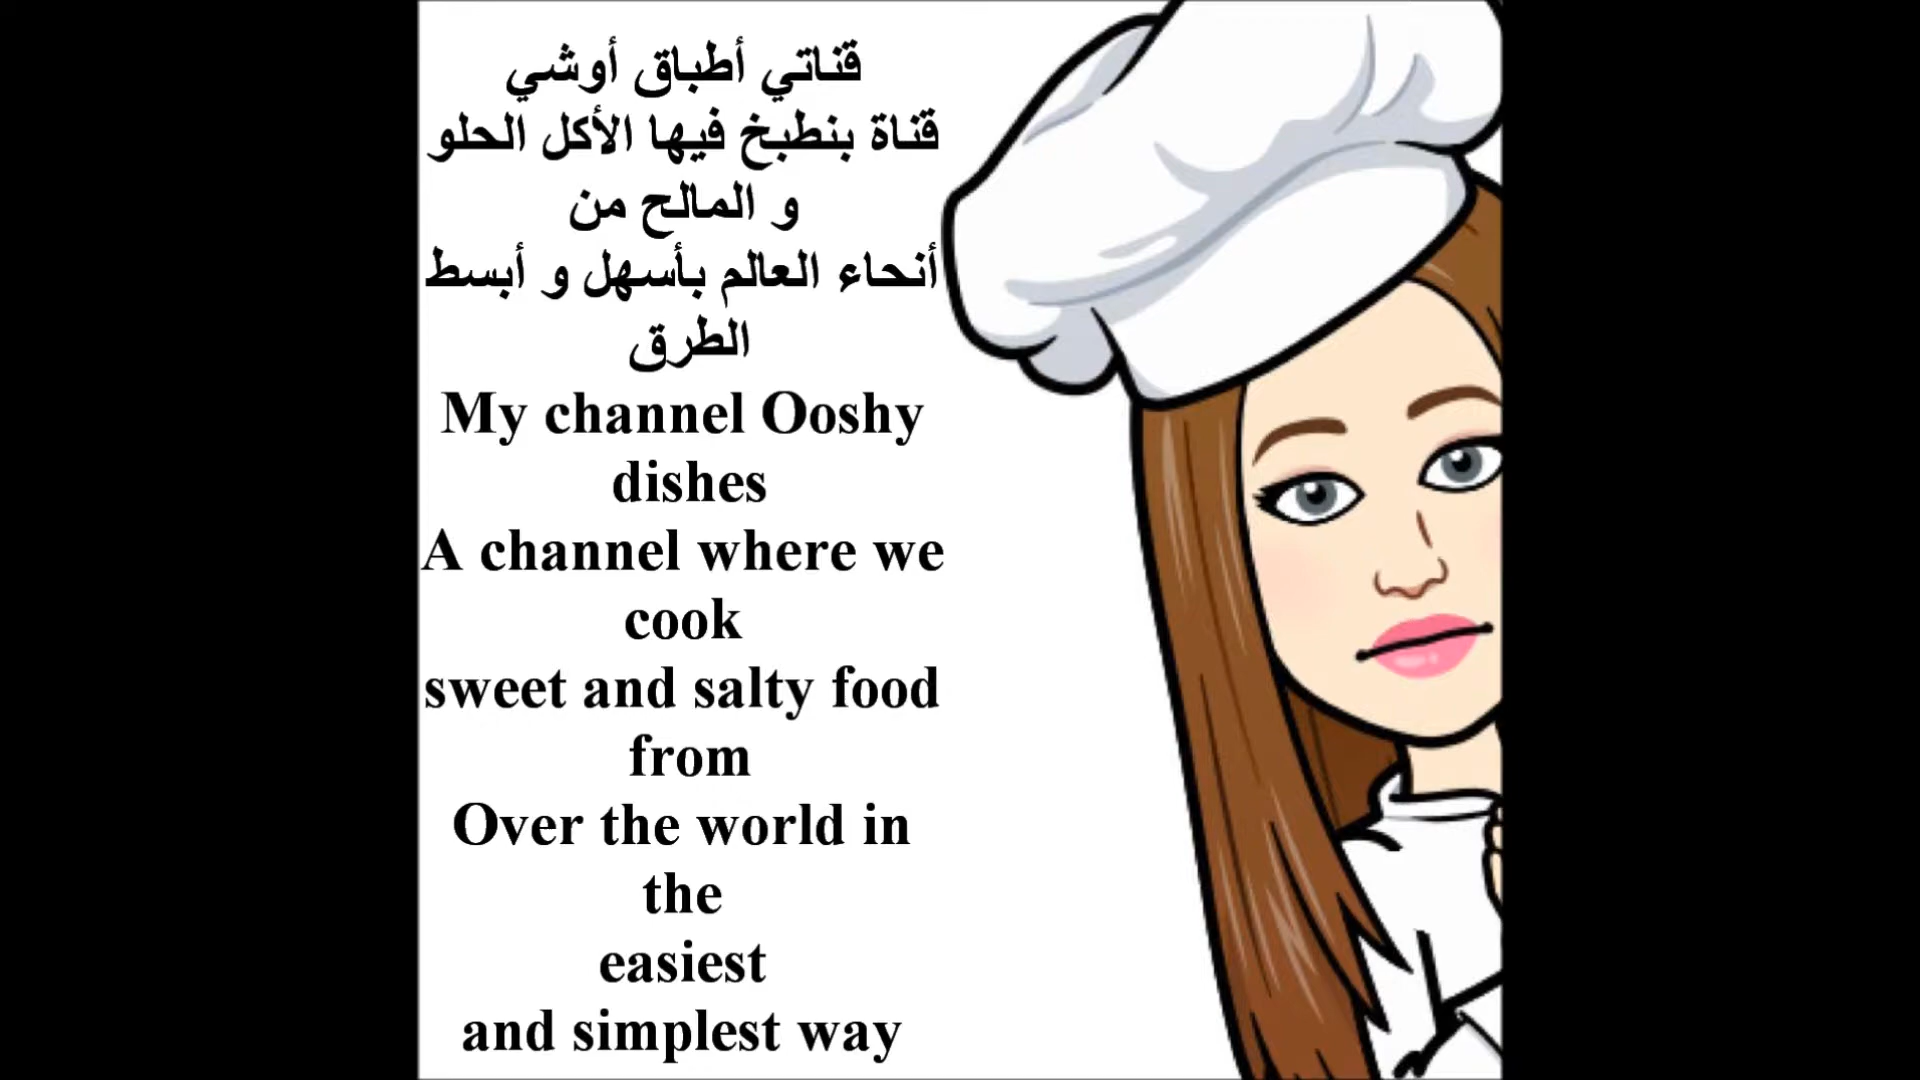 قناتي أطباق أوشي
قناة بنطبخ فيها الأكل الحلو
و المالح من
أنحاء العالم بأسهل و أبسط
الطرق
My channel Ooshy
dishes
A channel where we
cook
sweet and salty food
from
Over the world in
the
easiest
and simplest way